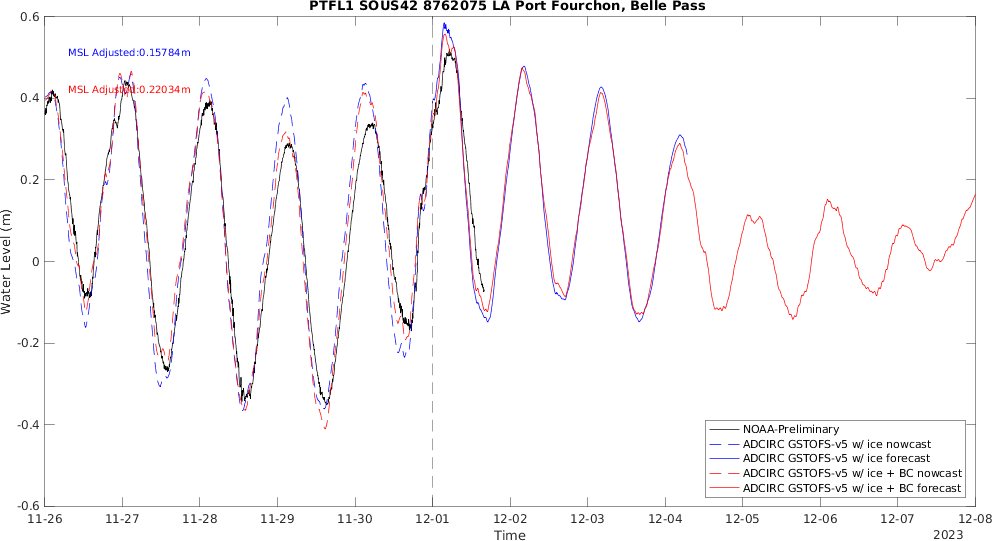 PTFL1 SOUS42 8762075 LA Port Fourchon, Belle Pass
MSL Adjusted:0.15784m
MSL Adjusted:0.22034m
Water Level (m)
0.6
0.4
0.2
0
-0.2
-0.4
-0.6
NOAA-Preliminary
ADCIRC GSTOFS-v5 w/ ice nowcast
ADCIRC GSTOFS-v5 w/ ice forecast
ADCIRC GSTOFS-v5 w/ ice + BC nowcast
ADCIRC GSTOFS-v5 w/ ice + BC forecast
11-26 11-27 11-28 11-29 11-30 12-01 12-02 12-03 12-04 12-05 12-06 12-07 12-08
Time
2023